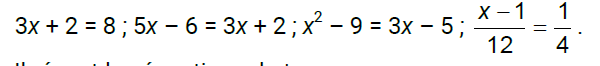 3x + 2 = 8 ; 5x − 6 = 3x + 2 ; x² − 9 = 3x − 5 ; (x − 1)/12 = 1/4 .